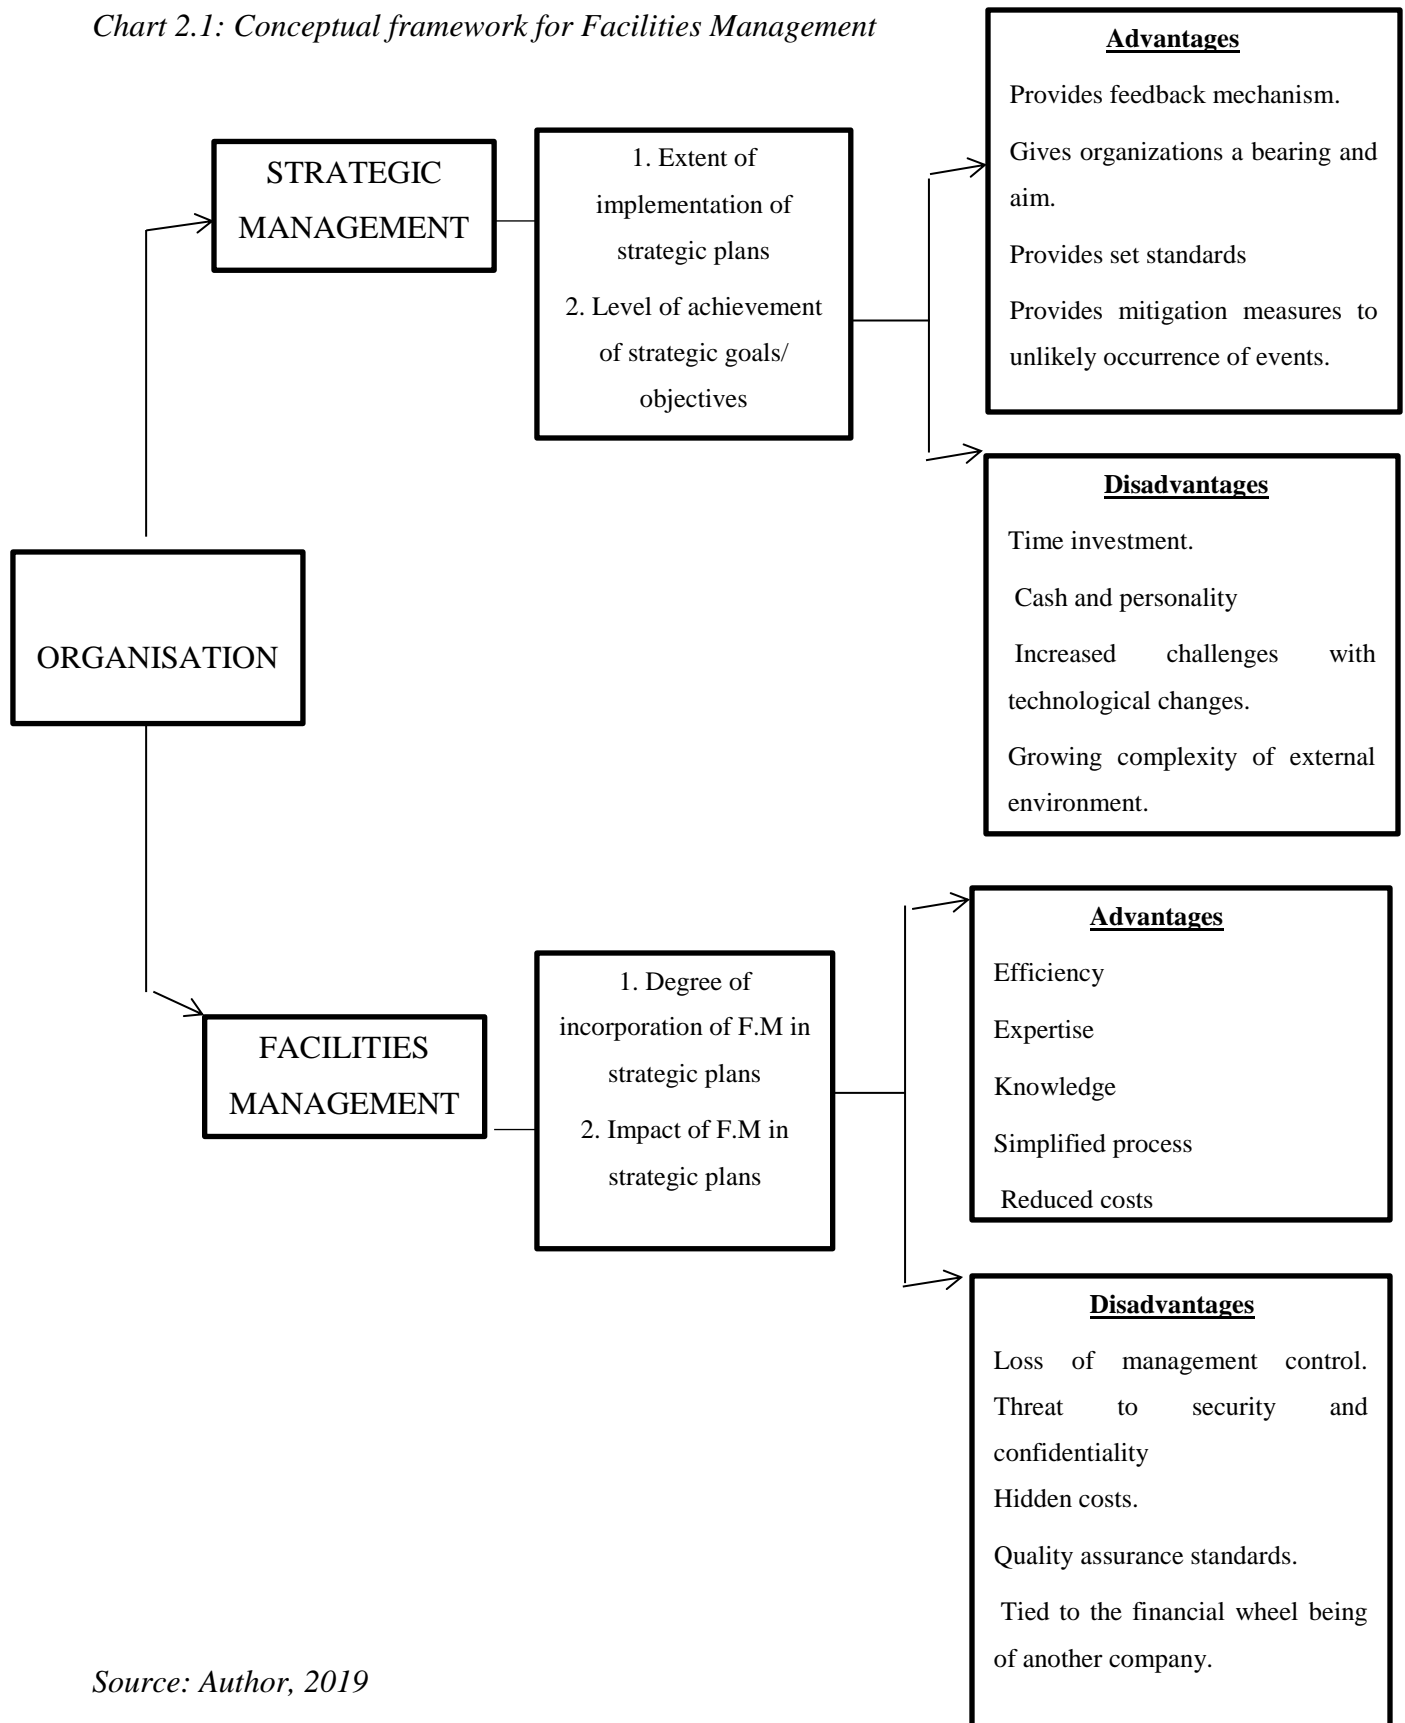 Chart 2.1: Conceptual framework for Facilities Management
Advantages
Provides feedback mechanism.
Gives organizations a bearing and
aim.
Provides set standards
Provides mitigation measures to
unlikely occurrence of events.
STRATEGIC
MANAGEMENT
1. Extent of
implementation of
strategic plans
2. Level of achievement
of strategic goals/
objectives
Disadvantages
Time investment.
Cash and personality
Increased challenges with
technological changes.
Growing complexity of external
environment.
ORGANISATION
Advantages
Efficiency
Expertise
Knowledge
Simplified process
Reduced costs
FACILITIES
MANAGEMENT
1. Degree of
incorporation of F.M in
strategic plans
2. Impact of F.M in
strategic plans
Disadvantages
Loss of management control.
Threat to security and
confidentiality
Hidden costs.
Quality assurance standards.
Tied to the financial wheel being
of another company.
Source: Author, 2019